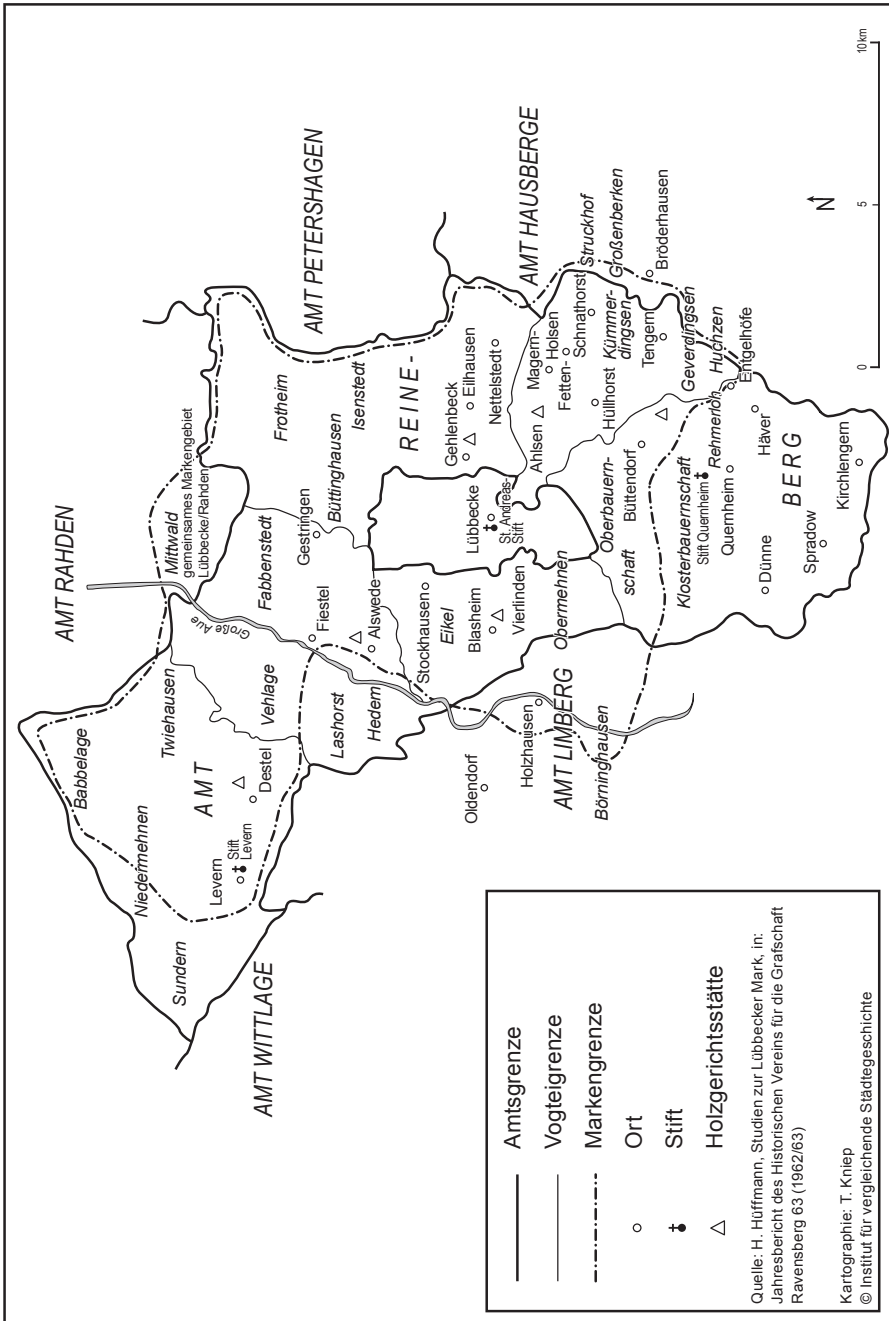 AMT RAHDEN
Babbelage
Niedermehnen
Sundern
Twiehausen
Mittwald
gemeinsames Markengebiet
Lübbecke/Rahden
AMT PETERSHAGEN
Große Aue
Levern
Stift
Levern
AMT
Destel
Vehlage
Fabbenstedt
Frotheim
AMT WITTLAGE
Lashorst
Hedem
Fiestel
Gestringen
Büttinghausen
Isenstedt
Alswede
Stockhausen
REINE-
Eikel
Blasheim
Vierlinden
Gehlenbeck
Eilhausen
Nettelstedt
Oldendorf
Lübbecke
St. Andreas-
Stift
Holzhausen
AMT LIMBERG
Obermehnen
Ahlsen
Magern-
Holsen
Fetten-
Schnathorst
AMT HAUSBERGE
Struckhof
Börninghausen
Oberbauern-
schaft
Hüllhorst
Kümmer-
dingsen
Großenberken
Büttendorf
Tengern
Bröderhausen
Klosterbauernschaft
Stift Quernheim
Rehmerloh
Geverdingsen
Huchzen
Quernheim
Entgelhöfe
Dünne
Häver
BERG
Spradow
Kirchlengern
N
0
5
10 km
Amtsgrenze
Vogteigrenze
Markengrenze
Ort
Stift
Holzgerichtsstätte
Quelle: H. Hüffmann, Studien zur Lübbecker Mark, in:
Jahresbericht des Historischen Vereins für die Grafschaft
Ravensberg 63 (1962/63)
Kartographie: T. Kniep
© Institut für vergleichende Städtegeschichte